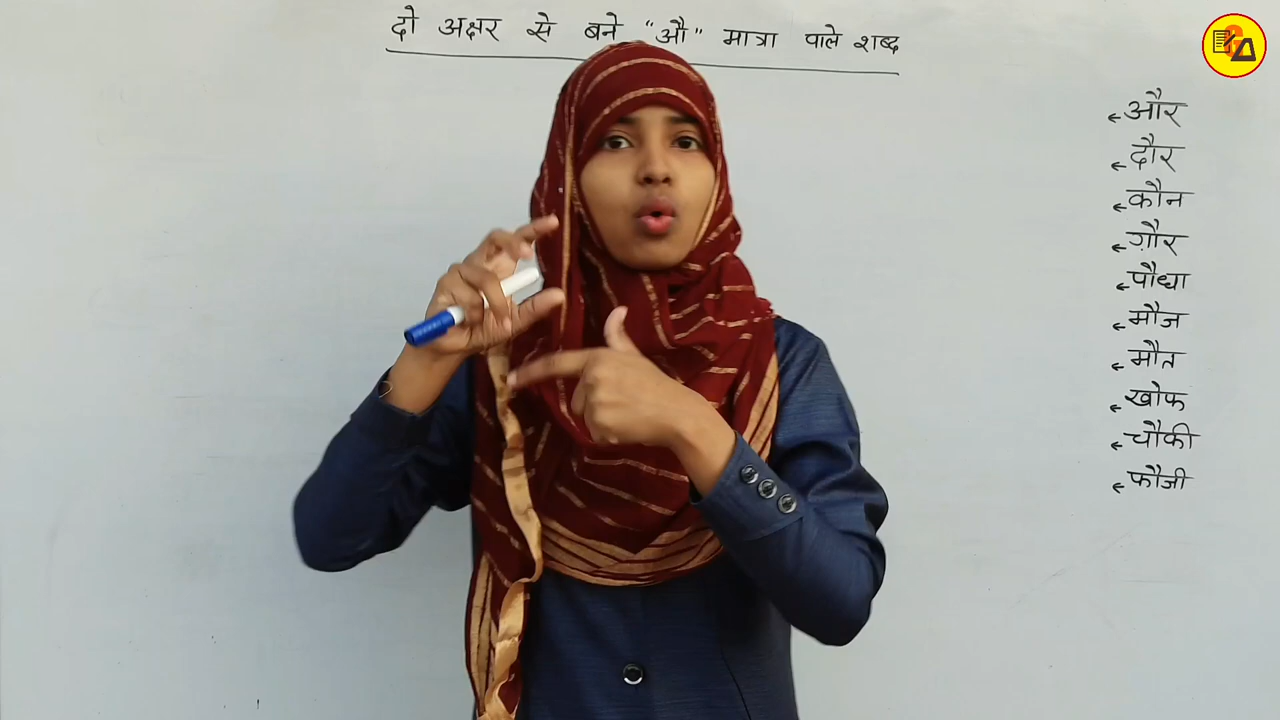 दो अक्षर से बने "औ" मात्रा वाले शब्द
←और
←दौर
←कौन
←ग़ौर
←पौधा
←मौज
←मौत
←खौफ
←चौकी
←फौजी